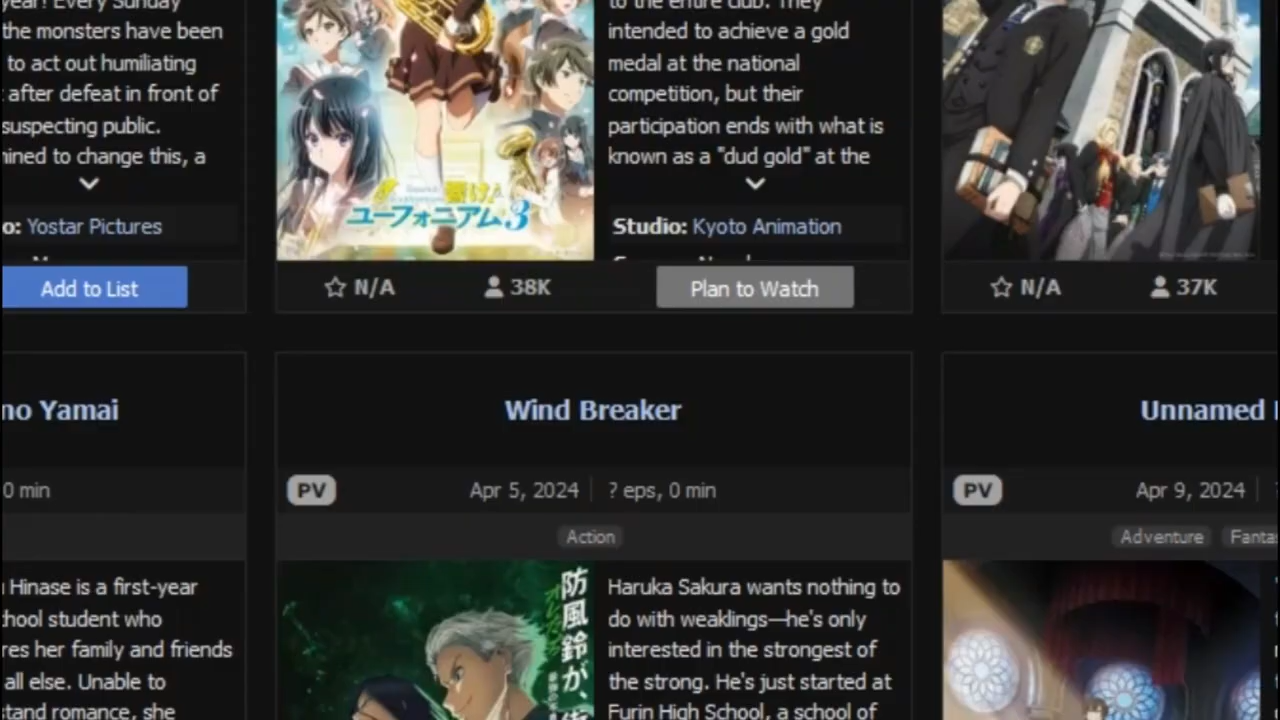 year! Every Sunday
the monsters have been
to act out humiliating
after defeat in front of
suspecting public.
nined to change this, a
o: Yostar Pictures
Add to List
響け!
ユーフォニアム3
to the entire club. They
intended to achieve a gold
medal at the national
competition, but their
participation ends with what is
known as a "dud gold" at the
Studio: Kyoto Animation
N/A 38K Plan to Watch
N/A 37K
no Yamai
0 min
Hinase is a first-year
chool student who
res her family and friends
all else. Unable to
stand romance, she
Wind Breaker
PV Apr 5, 2024 ? eps, 0 min
Action
防風鈴が、
Haruka Sakura wants nothing to
do with weaklings—he's only
interested in the strongest of
the strong. He's just started at
Furin High School, a school of
Unnamed
PV Apr 9, 2024
Adventure Fanta